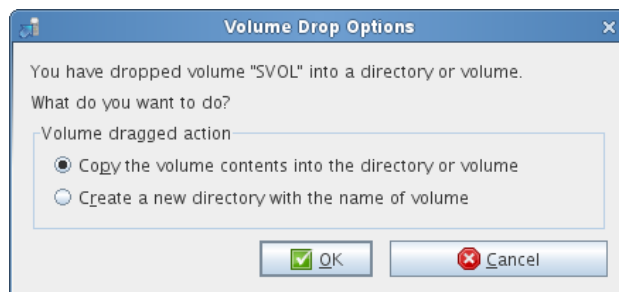 Volume Drop Options
You have dropped volume "SVOL" into a directory or volume.
What do you want to do?
Volume dragged action
Copy the volume contents into the directory or volume
Create a new directory with the name of volume
OK
Cancel